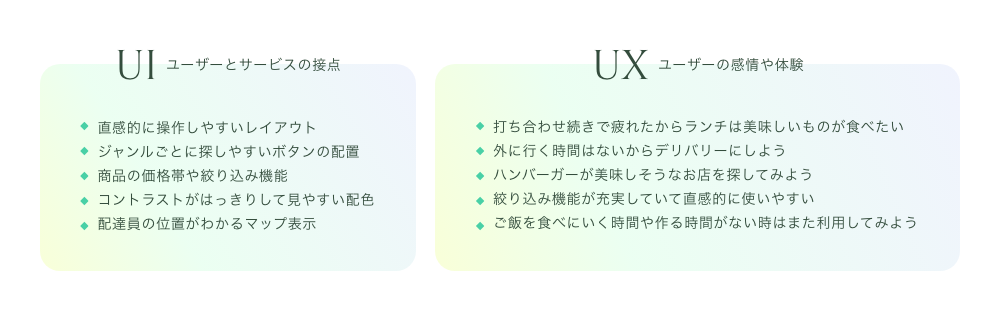 UI ユーザーとサービスの接点
直感的に操作しやすいレイアウト
ジャンルごとに探しやすいボタンの配置
商品の価格帯や絞り込み機能
コントラストがはっきりして見やすい配色
配達員の位置がわかるマップ表示
UX ユーザーの感情や体験
打ち合わせ続きで疲れたからランチは美味しいものが食べたい
外に行く時間はないからデリバリーにしよう
ハンバーガーが美味しそうなお店を探してみよう
絞り込み機能が充実していて直感的に使いやすい
ご飯を食べにいく時間や作る時間がない時はまた利用してみよう